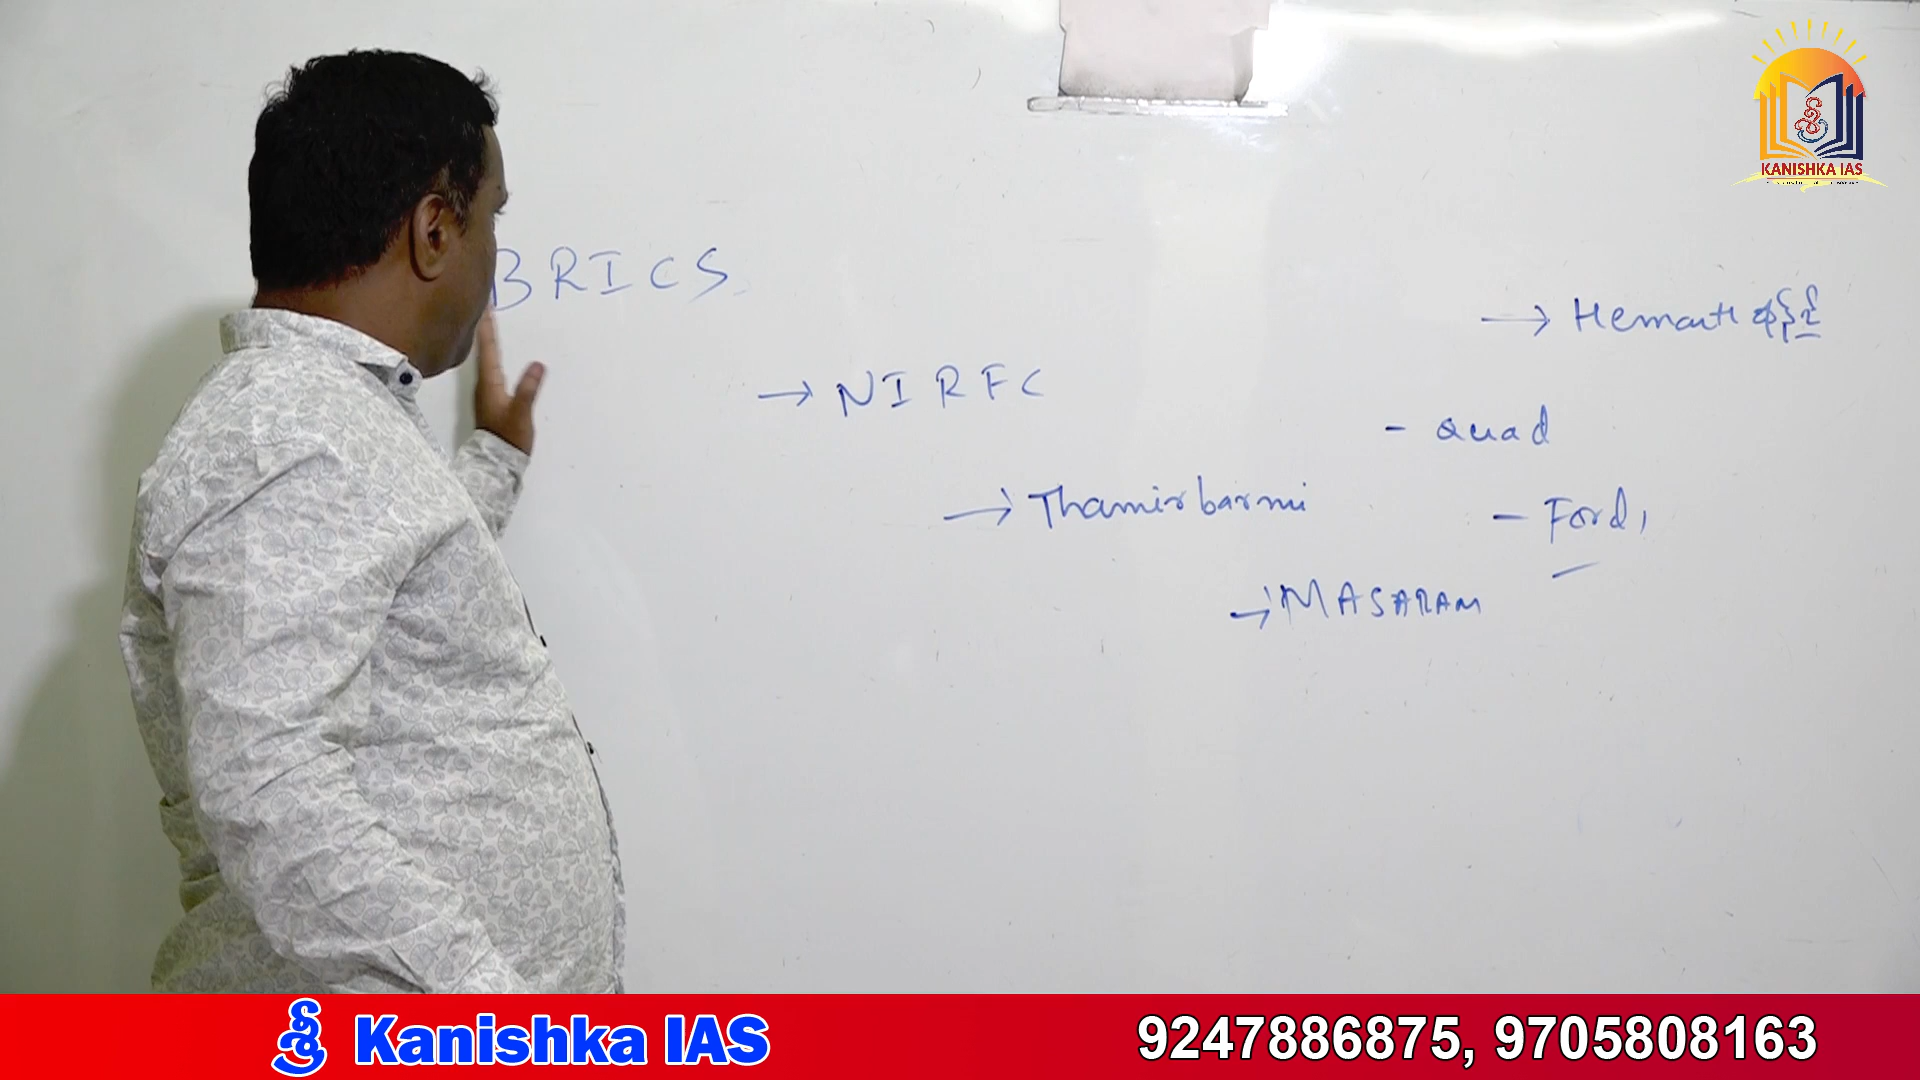 KANISHKA IAS
BRICS
→ Hemanth
→ NIRFC
- Quad
→ Thamirbarni
- Ford,
→ MASARAM
శ్రీ Kanishka IAS
9247886875, 9705808163